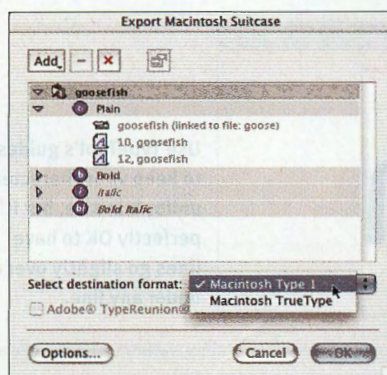 Export Macintosh Suitcase
Add
goosefish
Plain
goosefish (linked to file: goose)
10, goosefish
12, goosefish
Bold
Italic
Bold Italic
Select destination format: ✓ Macintosh Type 1
Macintosh TrueType
Adobe® TypeReunion®
Options... Cancel OK